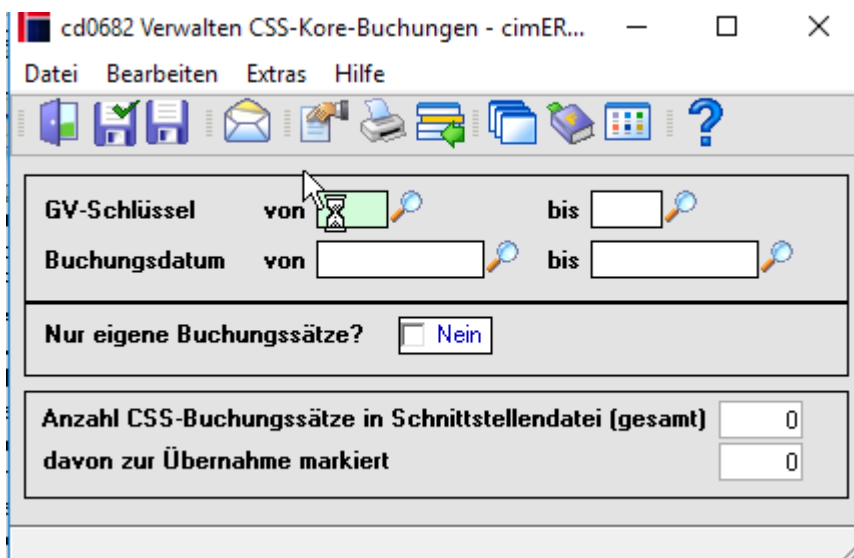 cd0682 Verwalten CSS-Kore-Buchungen - cimER...
Datei Bearbeiten Extras Hilfe
GV-Schlüssel von bis
Buchungsdatum von bis
Nur eigene Buchungssätze? Nein
Anzahl CSS-Buchungssätze in Schnittstellendatei (gesamt) 0
davon zur Übernahme markiert 0